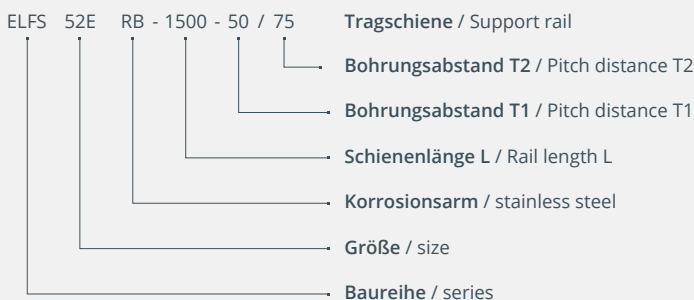 ELFS 52E RB - 1500 - 50 / 75 Tragschiene / Support rail
Bohrungsabstand T2 / Pitch distance T2
Bohrungsabstand T1 / Pitch distance T1
Schienenlänge L / Rail length L
Korrosionsarm / stainless steel
Größe / size
Baureihe / series